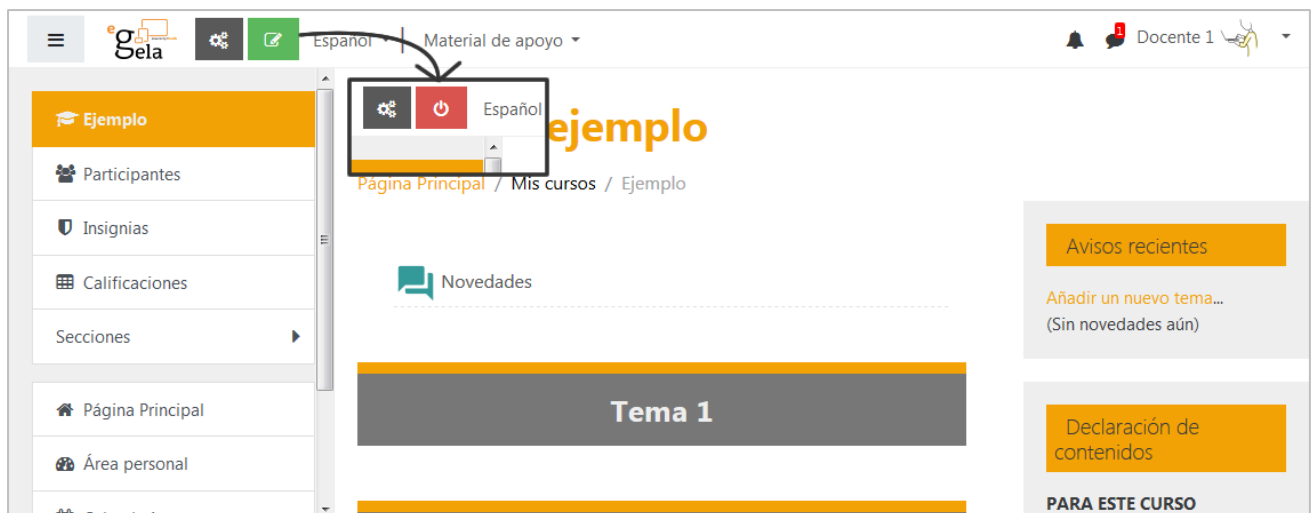 eGela
Español
Material de apoyo
1
Docente 1
Español
Ejemplo
Participantes
Insignias
Calificaciones
Secciones
Página Principal
Área personal
ejemplo
Página Principal / Mis cursos / Ejemplo
Novedades
Tema 1
Avisos recientes
Añadir un nuevo tema...
(Sin novedades aún)
Declaración de
contenidos
PARA ESTE CURSO